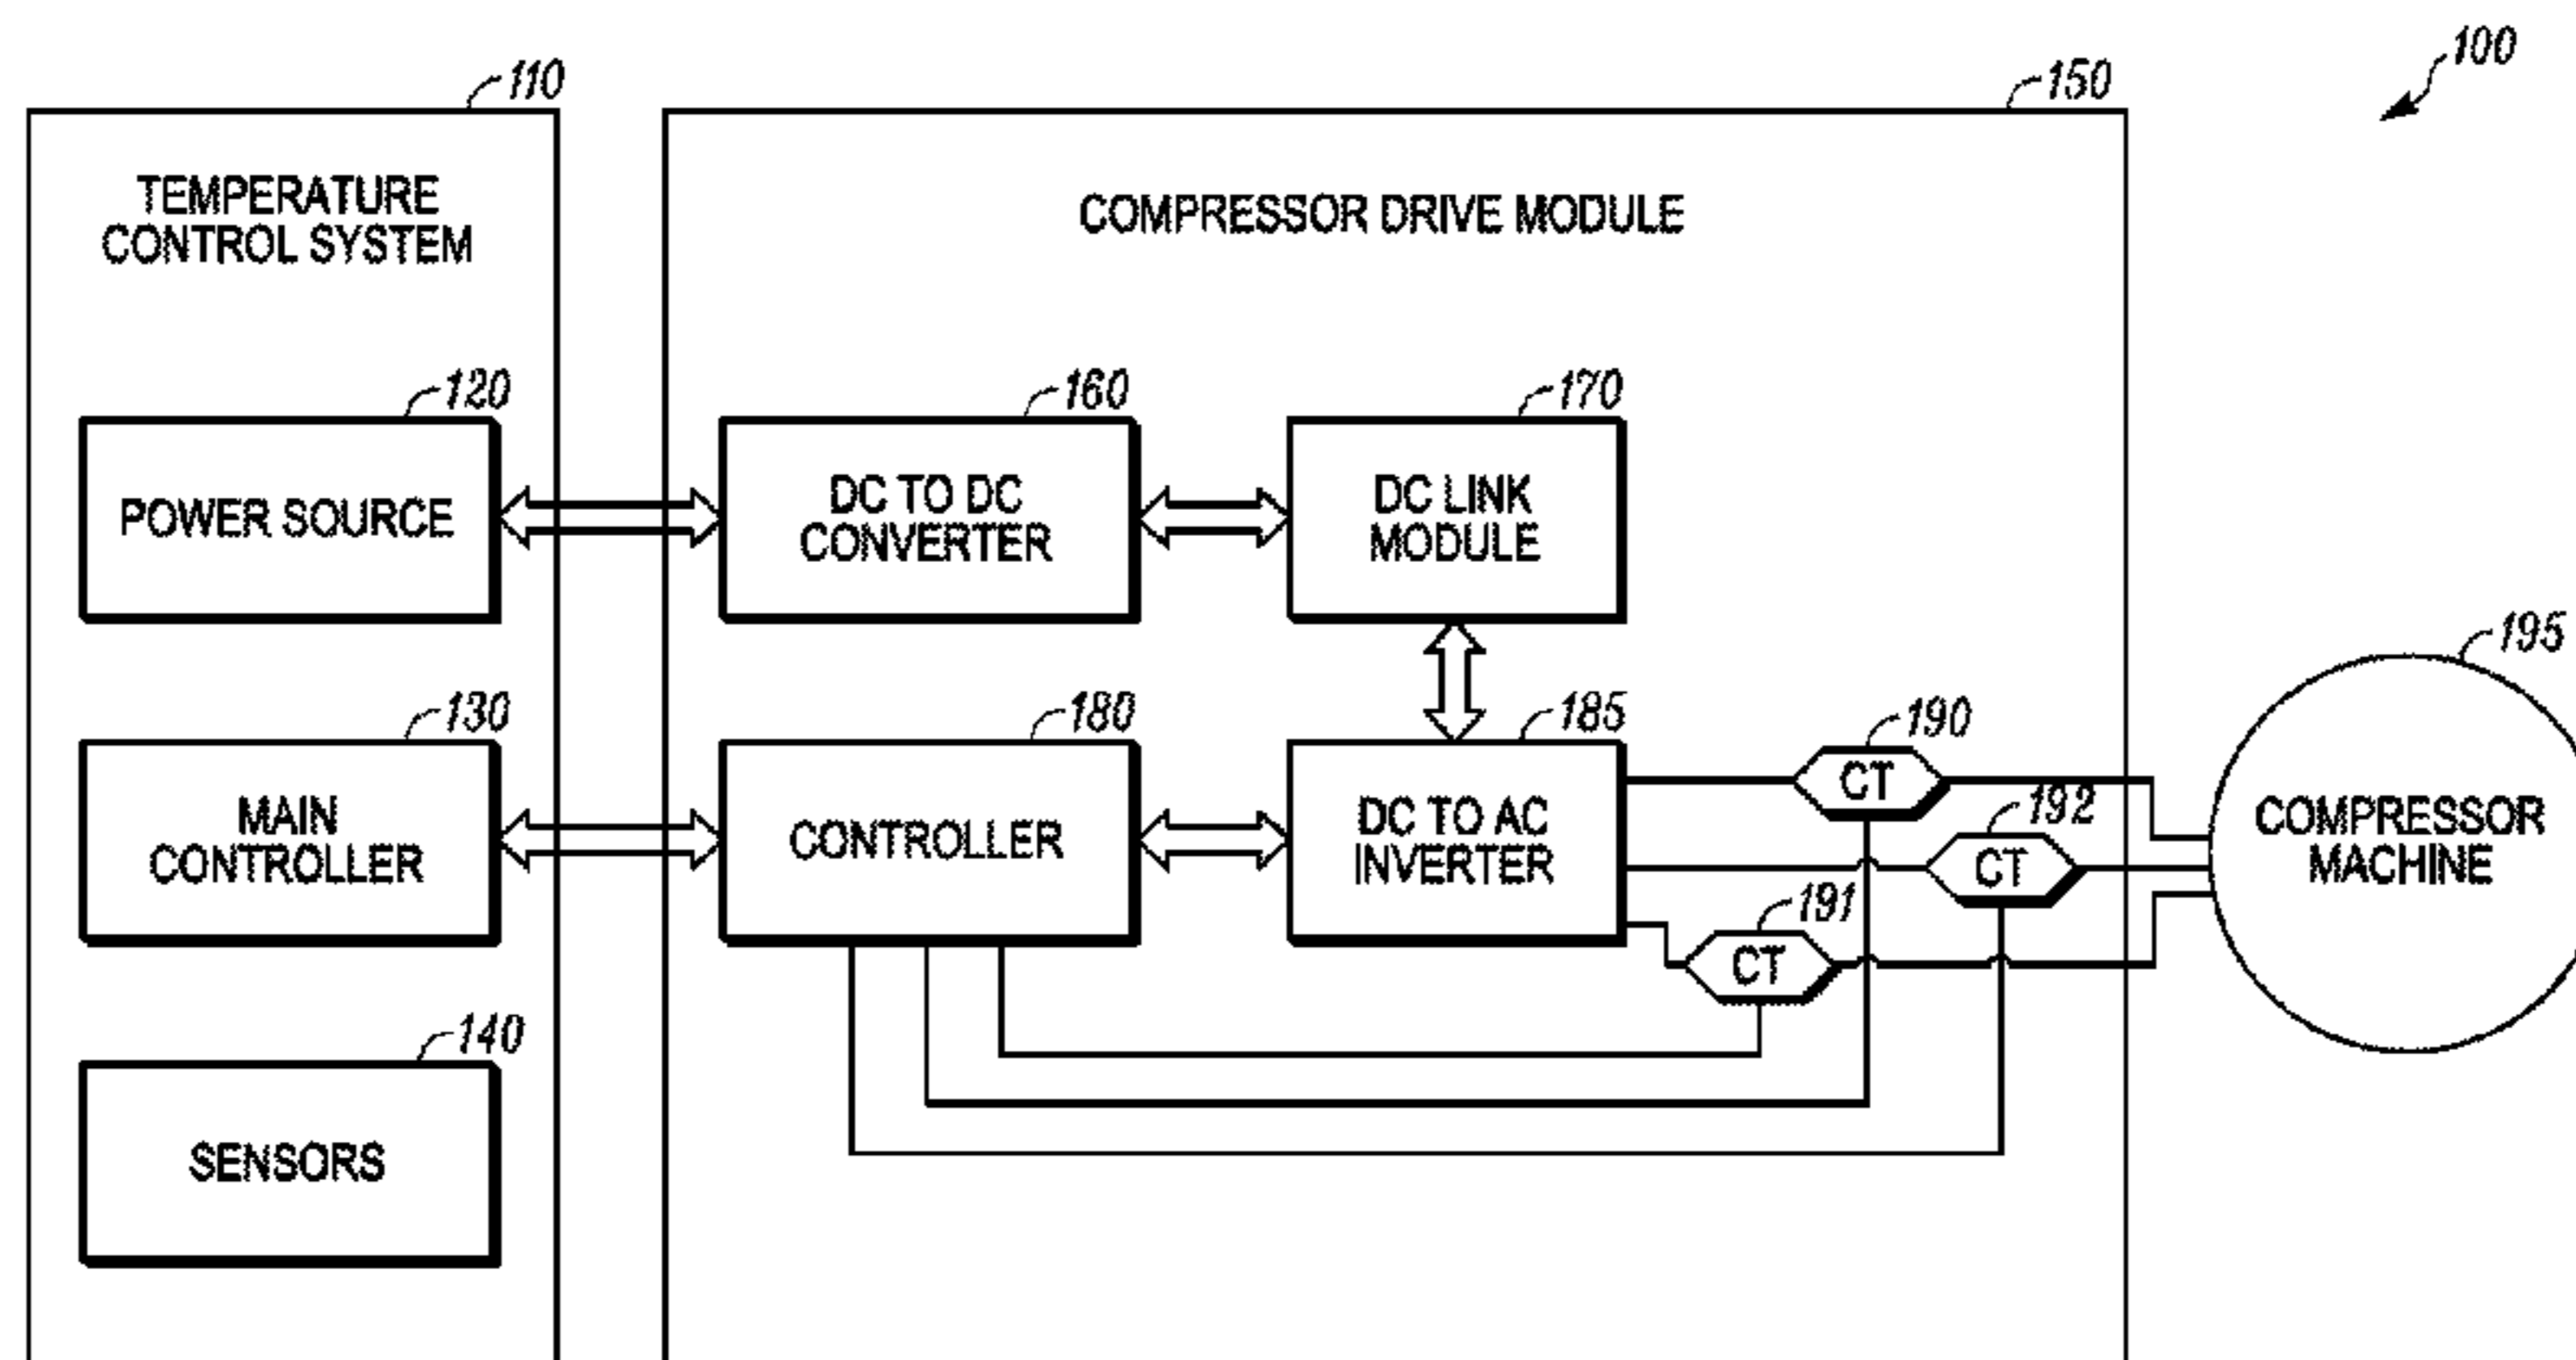 100
110
150
TEMPERATURE
CONTROL SYSTEM
COMPRESSOR DRIVE MODULE
120
160
170
POWER SOURCE
DC TO DC
CONVERTER
DC LINK
MODULE
195
130
180
185
190
192
191
MAIN
CONTROLLER
CONTROLLER
DC TO AC
INVERTER
CT
CT
CT
COMPRESSOR
MACHINE
140
SENSORS